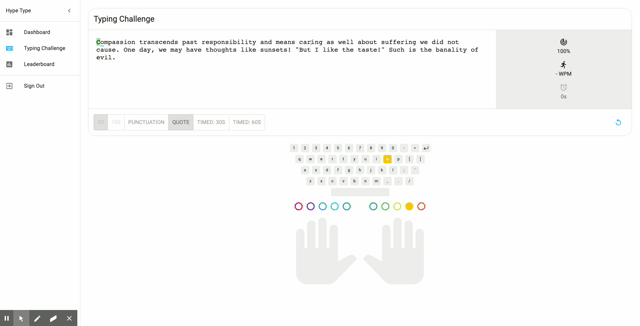 Hype Type
Dashboard
Typing Challenge
Leaderboard
Sign Out
Typing Challenge
Compassion transcends past responsibility and means caring as well about suffering we did not
cause. One day, we may have thoughts like sunsets! "But I like the taste!" Such is the banality of
evil.
100%
- WPM
0s
PUNCTUATION QUOTE TIMED: 30S TIMED: 60S
1 2 3 4 5 6 7 8 9 0 - =
q w e r t y u i o p [ ]
a s d f g h j k l ; '
z x c v b n m , . /